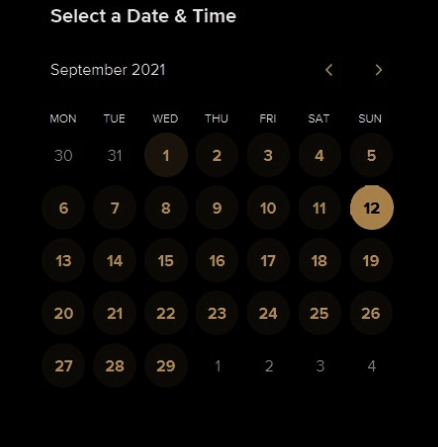 Select a Date & Time
September 2021
MON TUE WED THU FRI SAT SUN
30 31 1 2 3 4 5
6 7 8 9 10 11 12
13 14 15 16 17 18 19
20 21 22 23 24 25 26
27 28 29 1 2 3 4